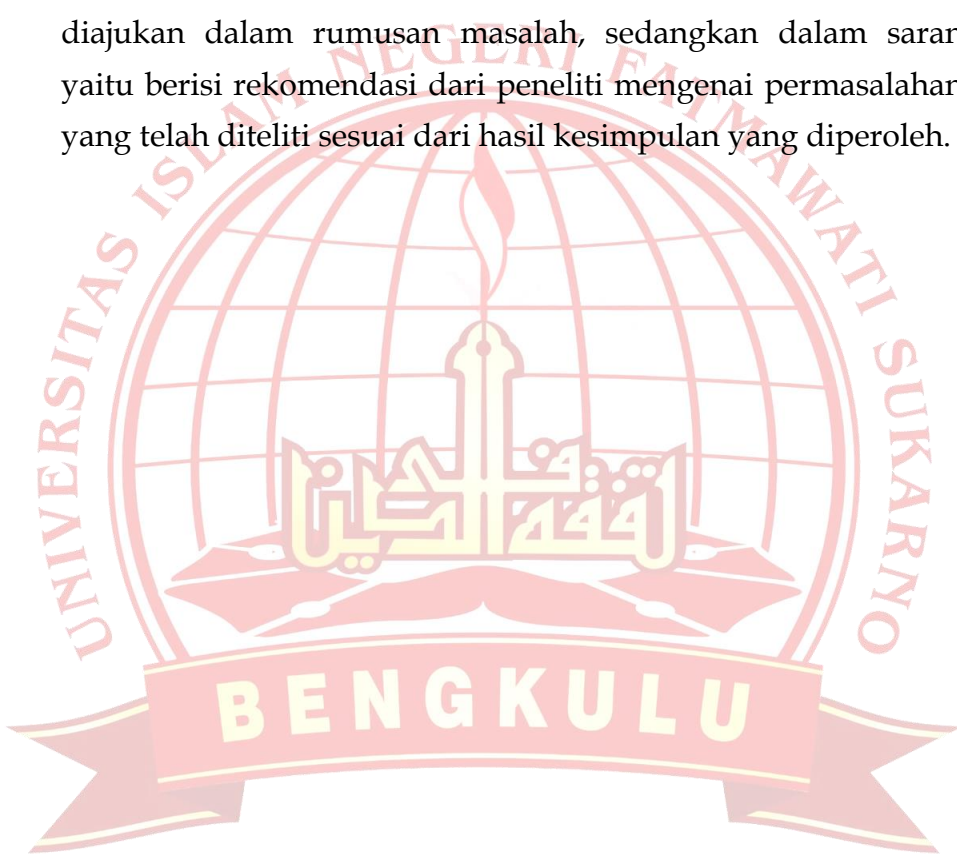 diajukan dalam rumusan masalah, sedangkan dalam saran
yaitu berisi rekomendasi dari peneliti mengenai permasalahan
yang telah diteliti sesuai dari hasil kesimpulan yang diperoleh.
UNIVERSITAS ISLAM NEGERI FATMAWATI SUKARNO
BENGKULU